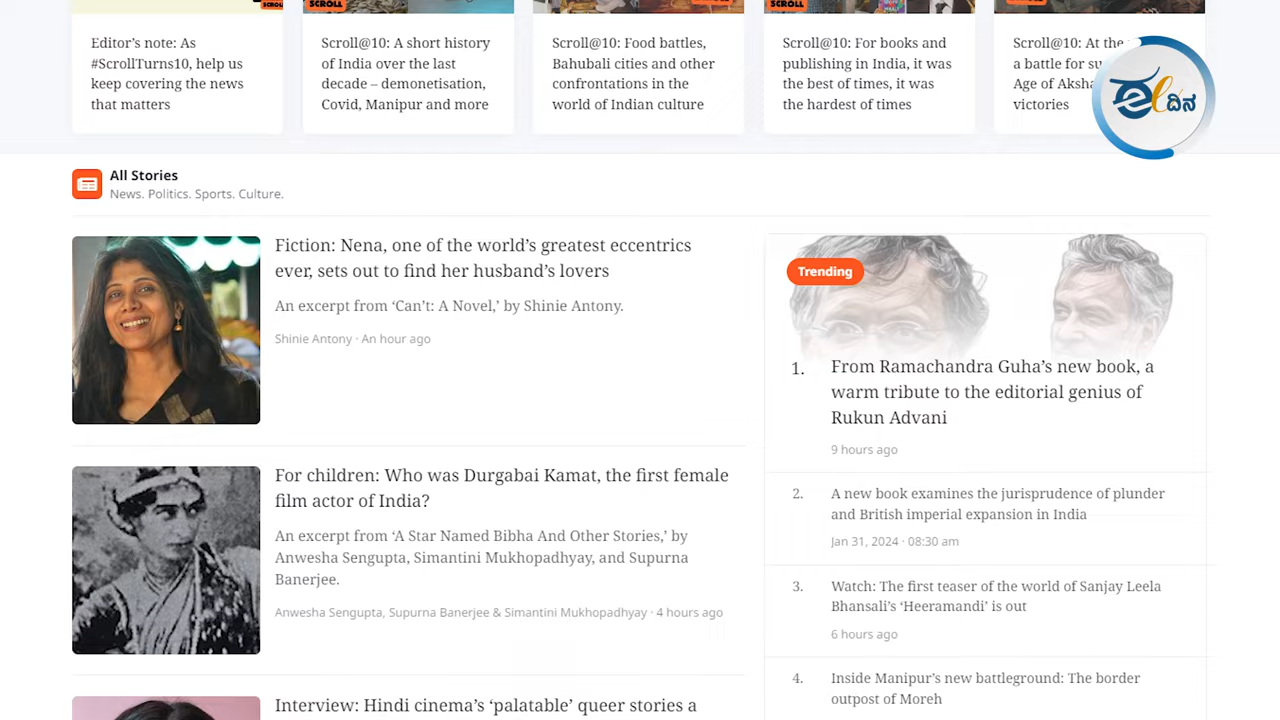 SCROLL
SCROLL
SCROLL
SCROLL
SCROLL
Editor’s note: As
#ScrollTurns10, help us
keep covering the news
that matters
Scroll@10: A short history
of India over the last
decade – demonetisation,
Covid, Manipur and more
Scroll@10: Food battles,
Bahubali cities and other
confrontations in the
world of Indian culture
Scroll@10: For books and
publishing in India, it was
the best of times, it was
the hardest of times
Scroll@10: At the
a battle for
Age of
victories
ದಿನ
All Stories
News. Politics. Sports. Culture.
Fiction: Nena, one of the world’s greatest eccentrics
ever, sets out to find her husband’s lovers
An excerpt from ‘Can’t: A Novel,’ by Shinie Antony.
Shinie Antony · An hour ago
For children: Who was Durgabai Kamat, the first female
film actor of India?
An excerpt from ‘A Star Named Bibha And Other Stories,’ by
Anwesha Sengupta, Simantini Mukhopadhyay, and Supurna
Banerjee.
Anwesha Sengupta, Supurna Banerjee & Simantini Mukhopadhyay · 4 hours ago
Interview: Hindi cinema’s ‘palatable’ queer stories a
Trending
1. From Ramachandra Guha’s new book, a
warm tribute to the editorial genius of
Rukun Advani
9 hours ago
2. A new book examines the jurisprudence of plunder
and British imperial expansion in India
Jan 31, 2024 · 08:30 am
3. Watch: The first teaser of the world of Sanjay Leela
Bhansali’s ‘Heeramandi’ is out
6 hours ago
4. Inside Manipur’s new battleground: The border
outpost of Moreh